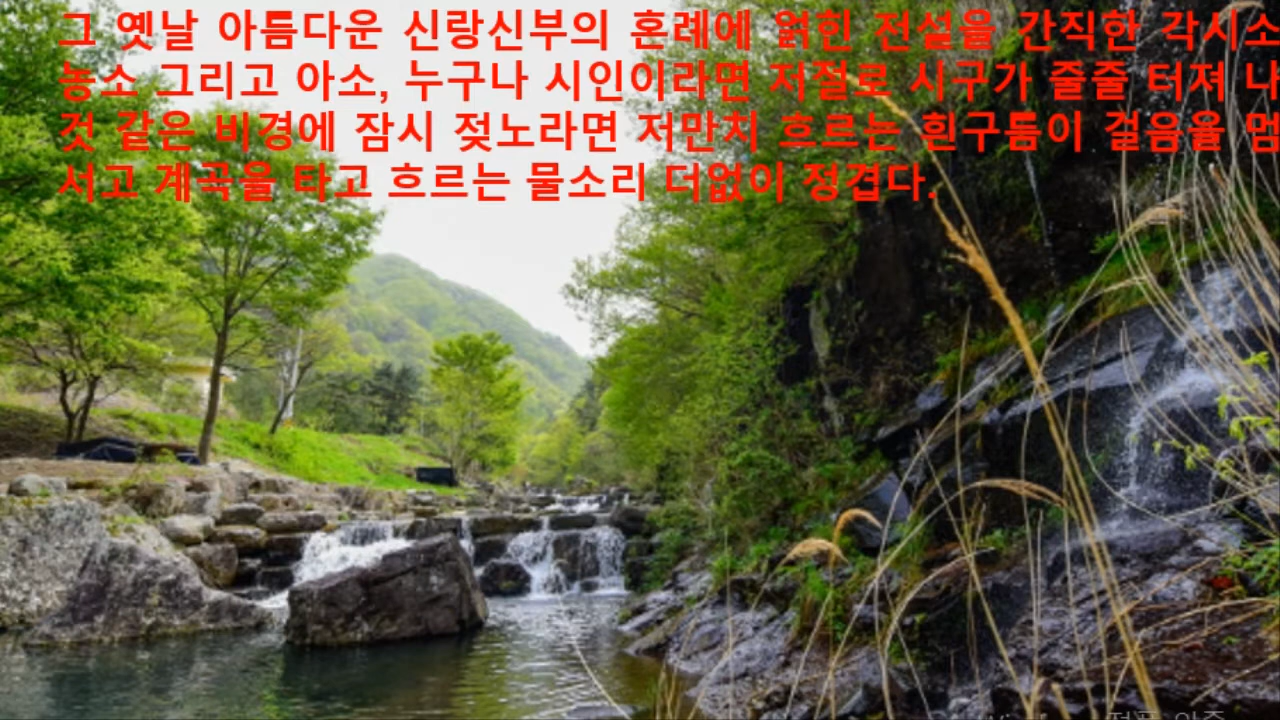 그 옛날 아름다운 신랑신부의 혼례에 얽힌 전설을 간직한 각시소
농소 그리고 아소, 누구나 시인이라면 저절로 시구가 줄줄 터져 나
것 같은 비경에 잠시 젖노라면 저만치 흐르는 흰구름이 걸음을 멈
서고 계곡을 타고 흐르는 물소리 더없이 정겹다.